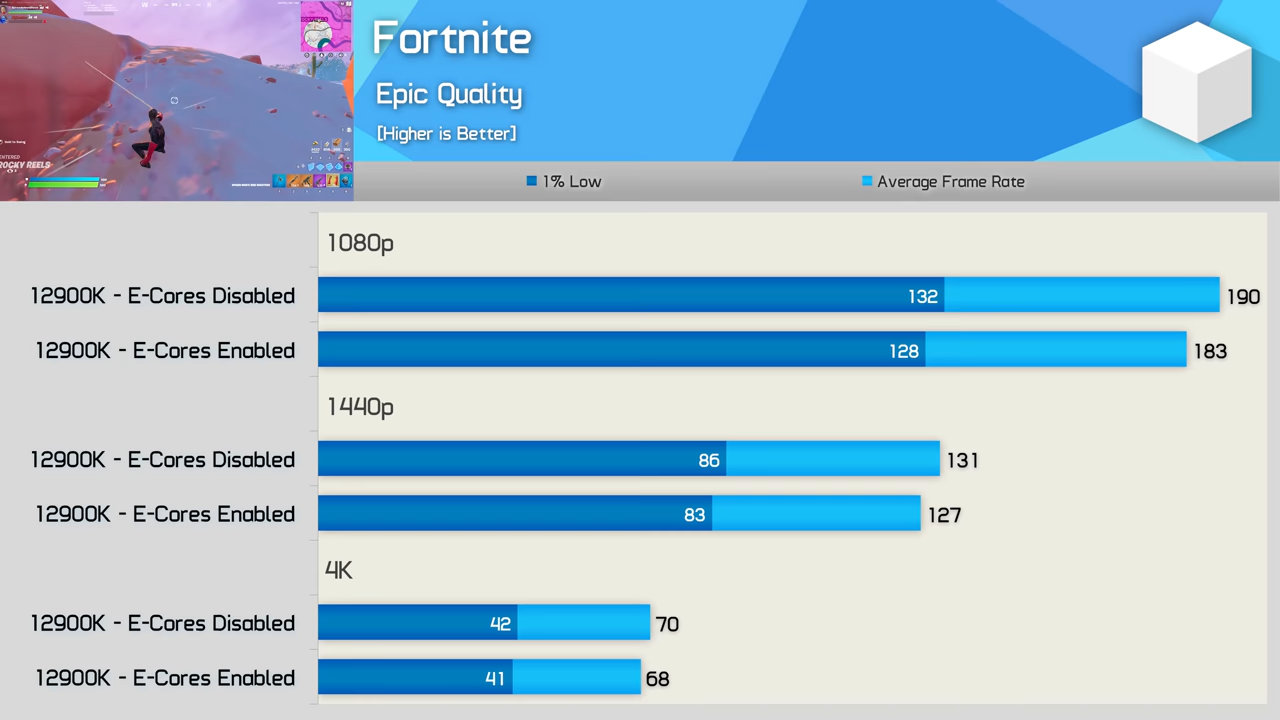 Fortnite
Epic Quality
[Higher is Better]
ROCKY REELS
1% Low
Average Frame Rate
1080p
12900K - E-Cores Disabled 132 190
12900K - E-Cores Enabled 128 183
1440p
12900K - E-Cores Disabled 86 131
12900K - E-Cores Enabled 83 127
4K
12900K - E-Cores Disabled 42 70
12900K - E-Cores Enabled 41 68